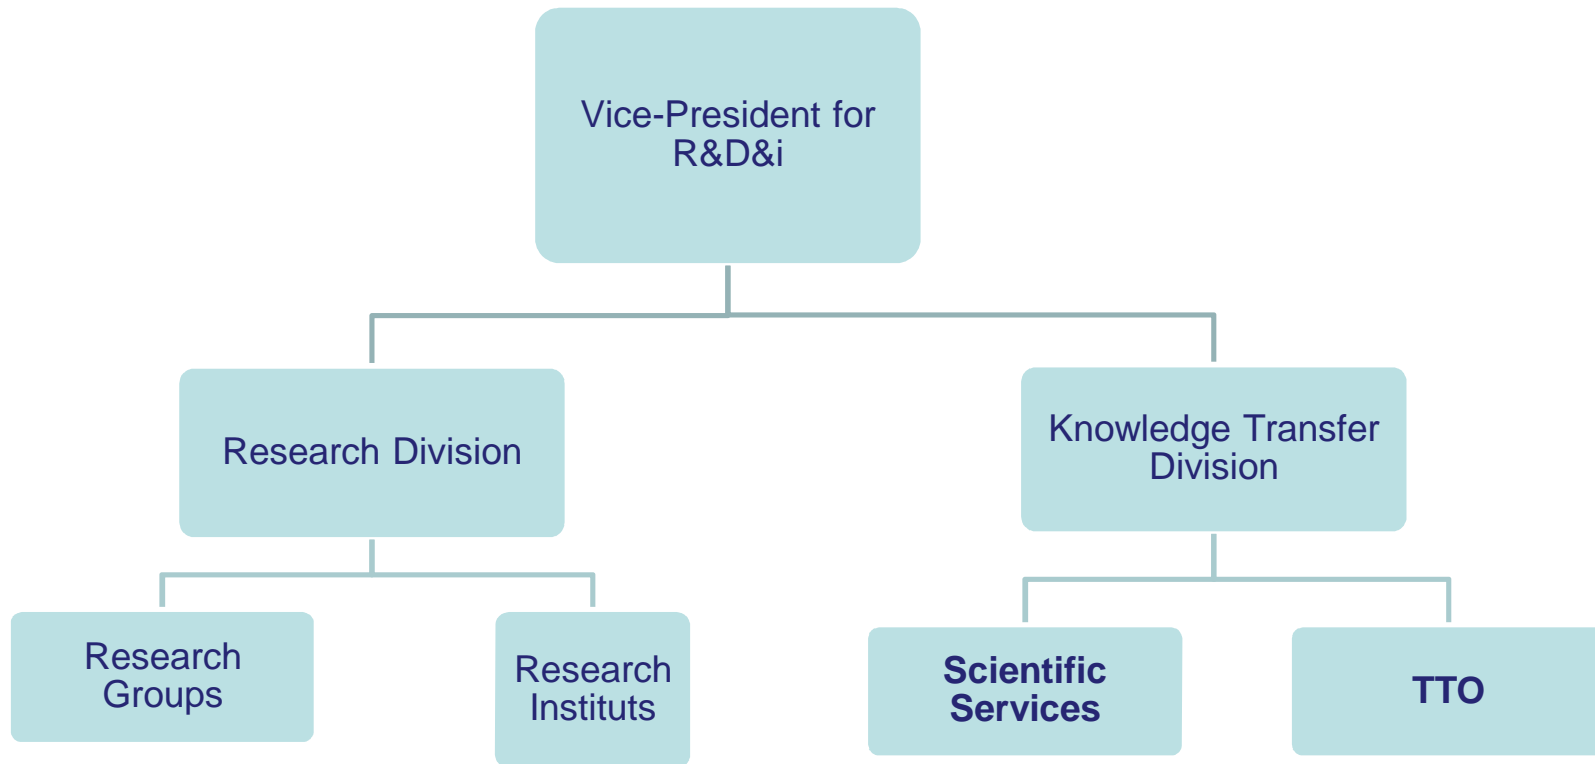 Vice-President for
R&D&i
Research Division
Knowledge Transfer
Division
Research
Groups
Research
Instituts
Scientific
Services
TTO